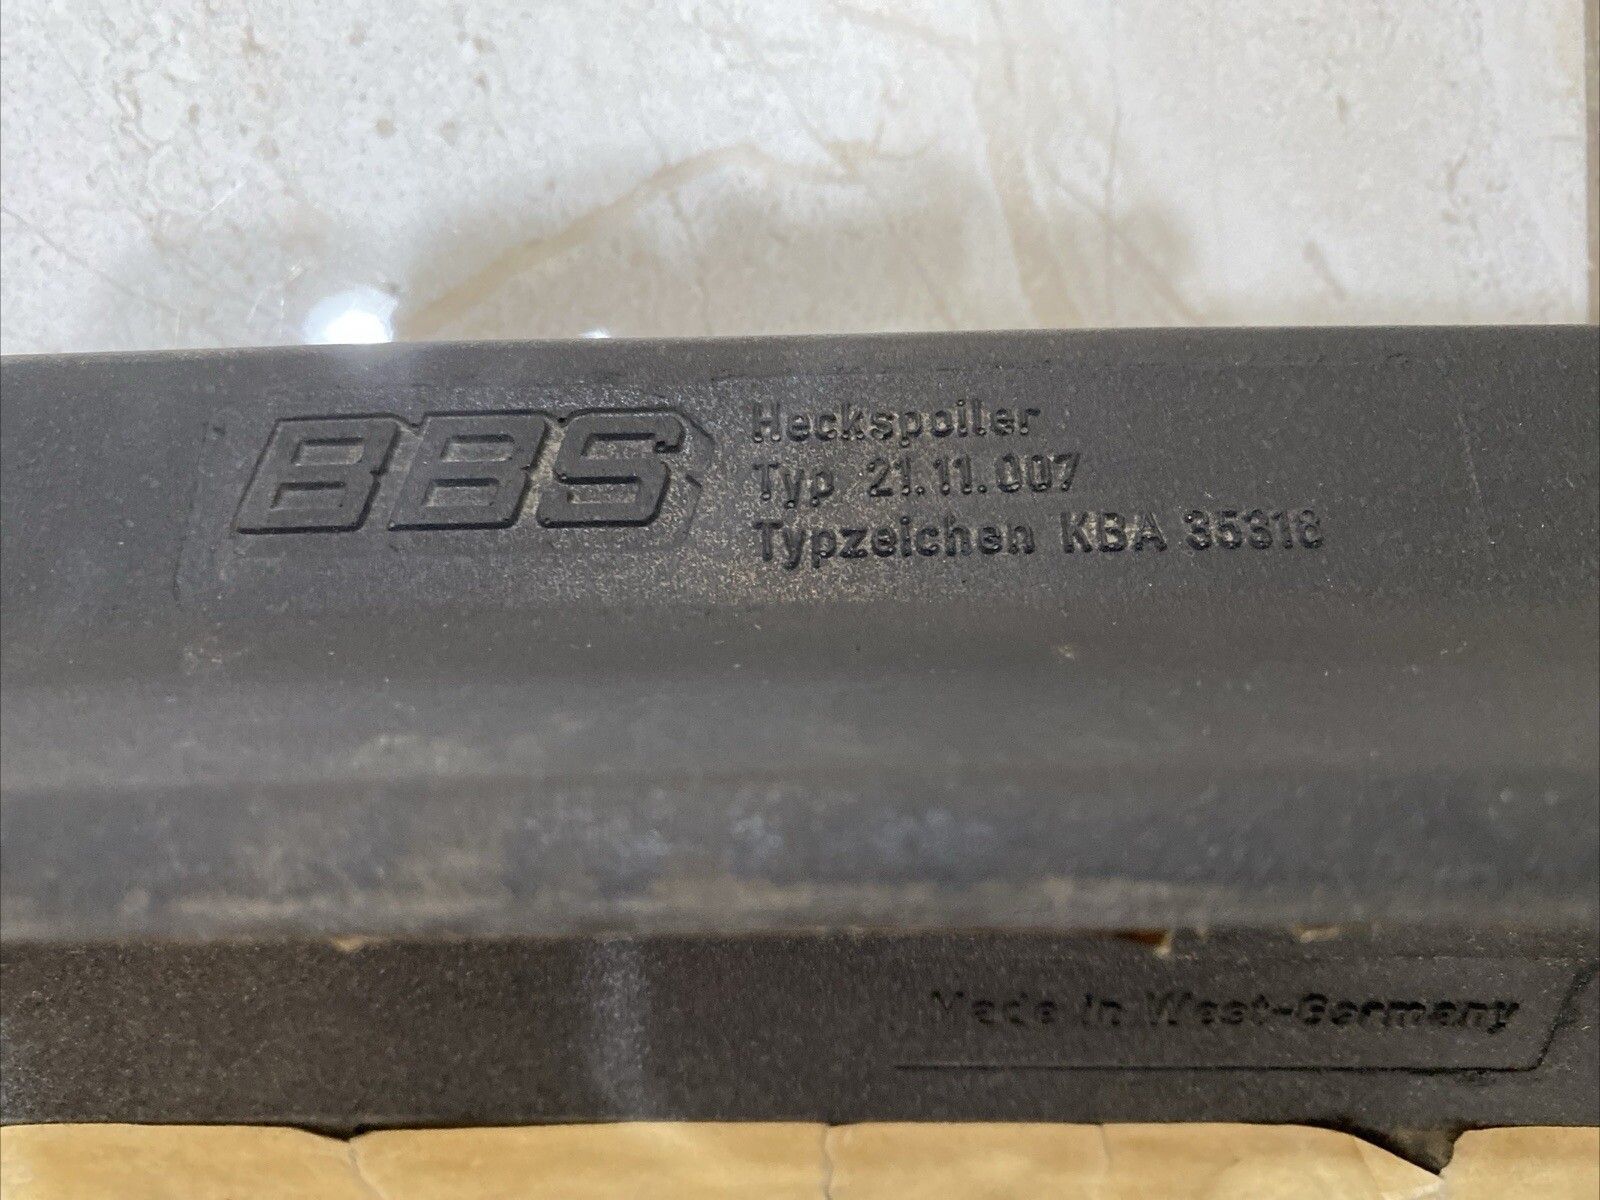 BBS
Heckspoiler
Typ 21.11.007
Typzeichen KBA 35318
Made in West-Germany